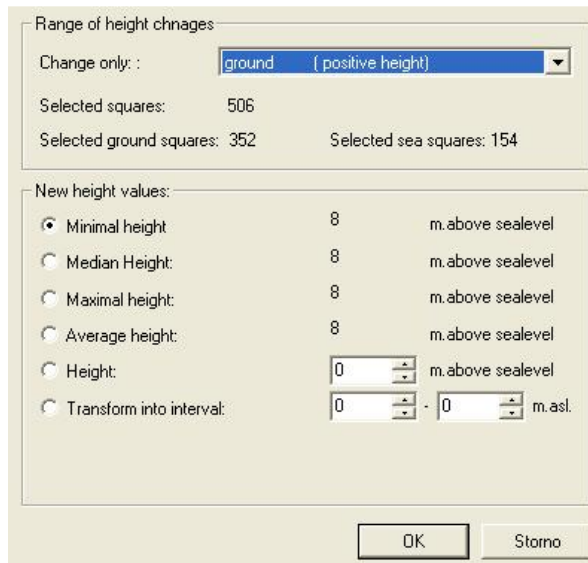 Range of height chnages
Change only: : ground ( positive height)
Selected squares: 506
Selected ground squares: 352 Selected sea squares: 154
New height values:
Minimal height 8 m.above sealevel
Median Height: 8 m.above sealevel
Maximal height: 8 m.above sealevel
Average height: 8 m.above sealevel
Height: 0 m.above sealevel
Transform into interval: 0 - 0 m.asl.
OK Storno